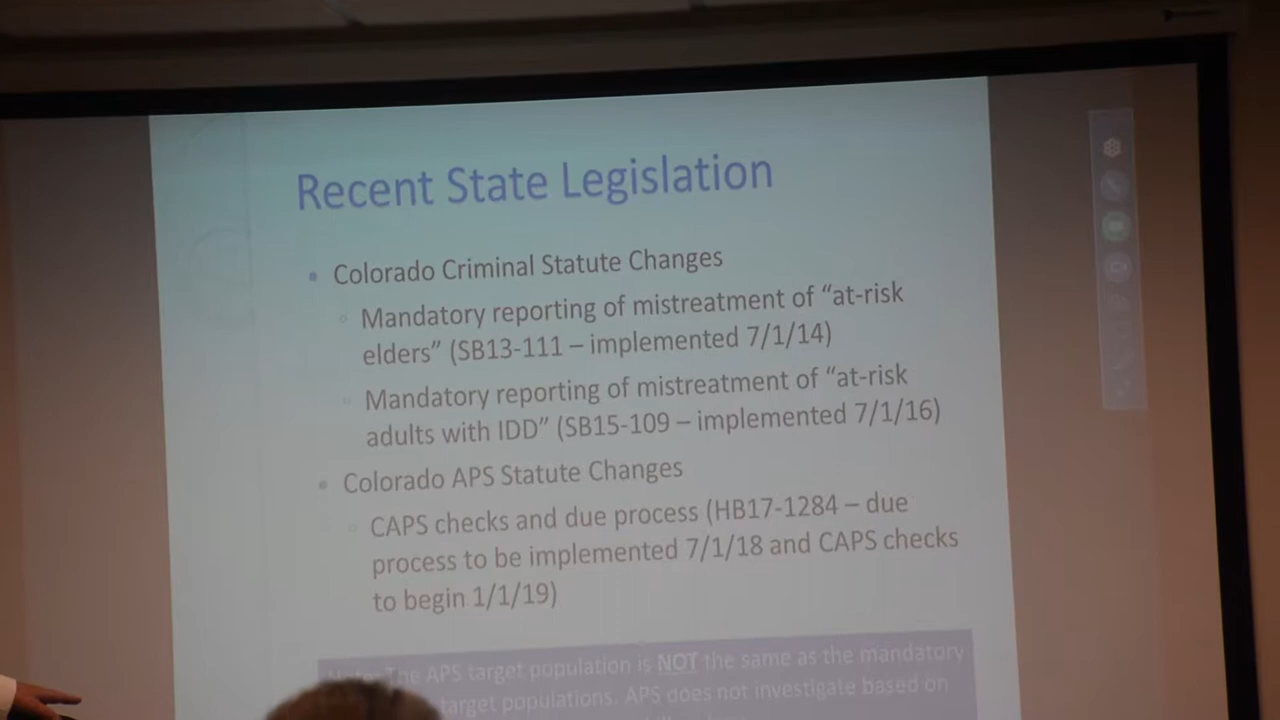 Recent State Legislation
• Colorado Criminal Statute Changes
◦ Mandatory reporting of mistreatment of “at-risk
elders” (SB13-111 – implemented 7/1/14)
◦ Mandatory reporting of mistreatment of “at-risk
adults with IDD” (SB15-109 – implemented 7/1/16)
• Colorado APS Statute Changes
◦ CAPS checks and due process (HB17-1284 – due
process to be implemented 7/1/18 and CAPS checks
to begin 1/1/19)
The APS target population is NOT the same as the mandatory
target populations. APS does not investigate based on